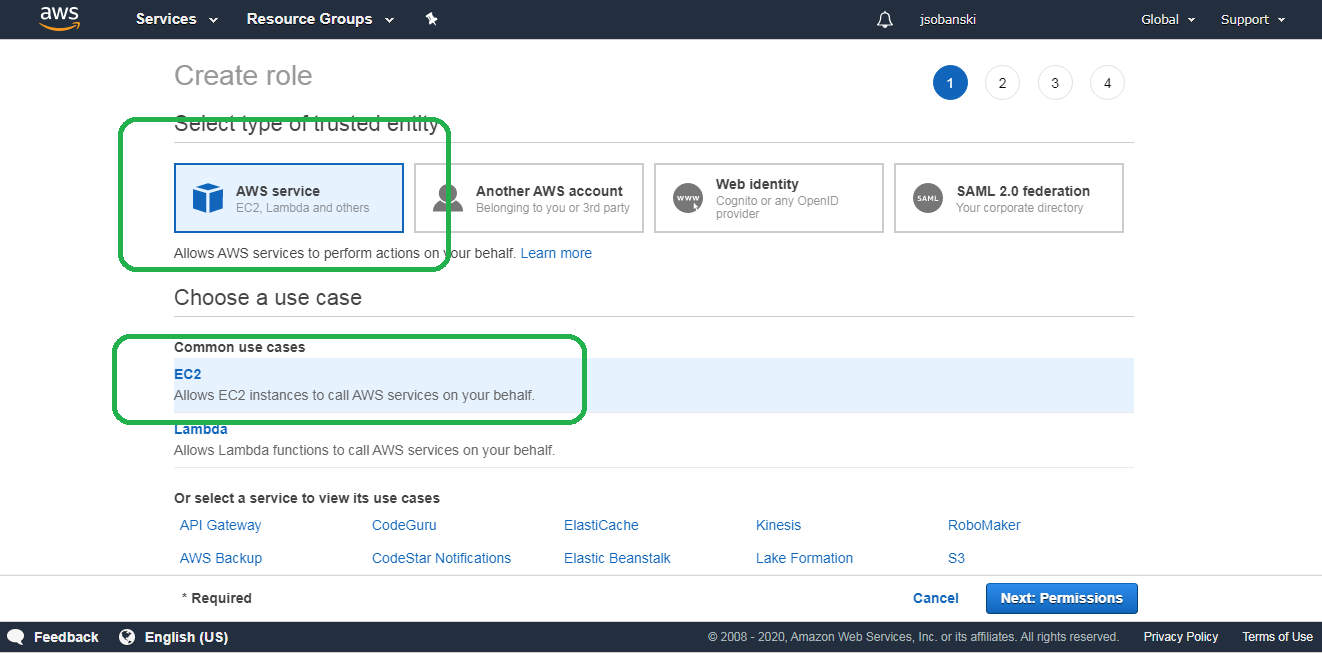 aws Services Resource Groups jsobanski Global Support
Create role 1 2 3 4
Select type of trusted entity
AWS service
EC2, Lambda and others
Another AWS account
Belonging to you or 3rd party
www
Web identity
Cognito or any OpenID
provider
SAML
SAML 2.0 federation
Your corporate directory
Allows AWS services to perform actions on your behalf. Learn more
Choose a use case
Common use cases
EC2
Allows EC2 instances to call AWS services on your behalf.
Lambda
Allows Lambda functions to call AWS services on your behalf.
Or select a service to view its use cases
API Gateway CodeGuru ElastiCache Kinesis RoboMaker
AWS Backup CodeStar Notifications Elastic Beanstalk Lake Formation S3
* Required Cancel Next: Permissions
Feedback English (US) © 2008 - 2020, Amazon Web Services, Inc. or its affiliates. All rights reserved. Privacy Policy Terms of Use